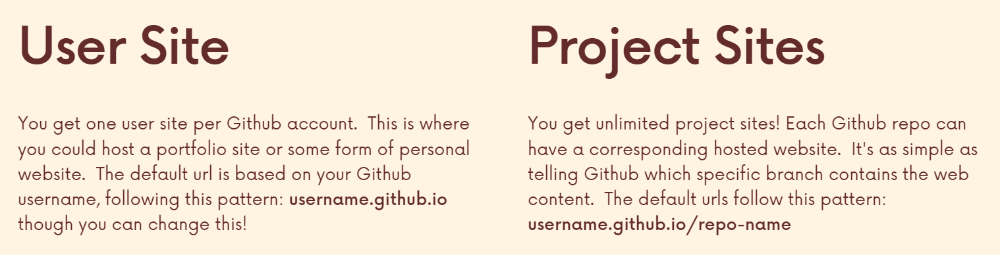 User Site
You get one user site per Github account.  This is where
you could host a portfolio site or some form of personal
website.  The default url is based on your Github
username, following this pattern: username.github.io
though you can change this!
Project Sites
You get unlimited project sites! Each Github repo can
have a corresponding hosted website.  It's as simple as
telling Github which specific branch contains the web
content.  The default urls follow this pattern:
username.github.io/repo-name